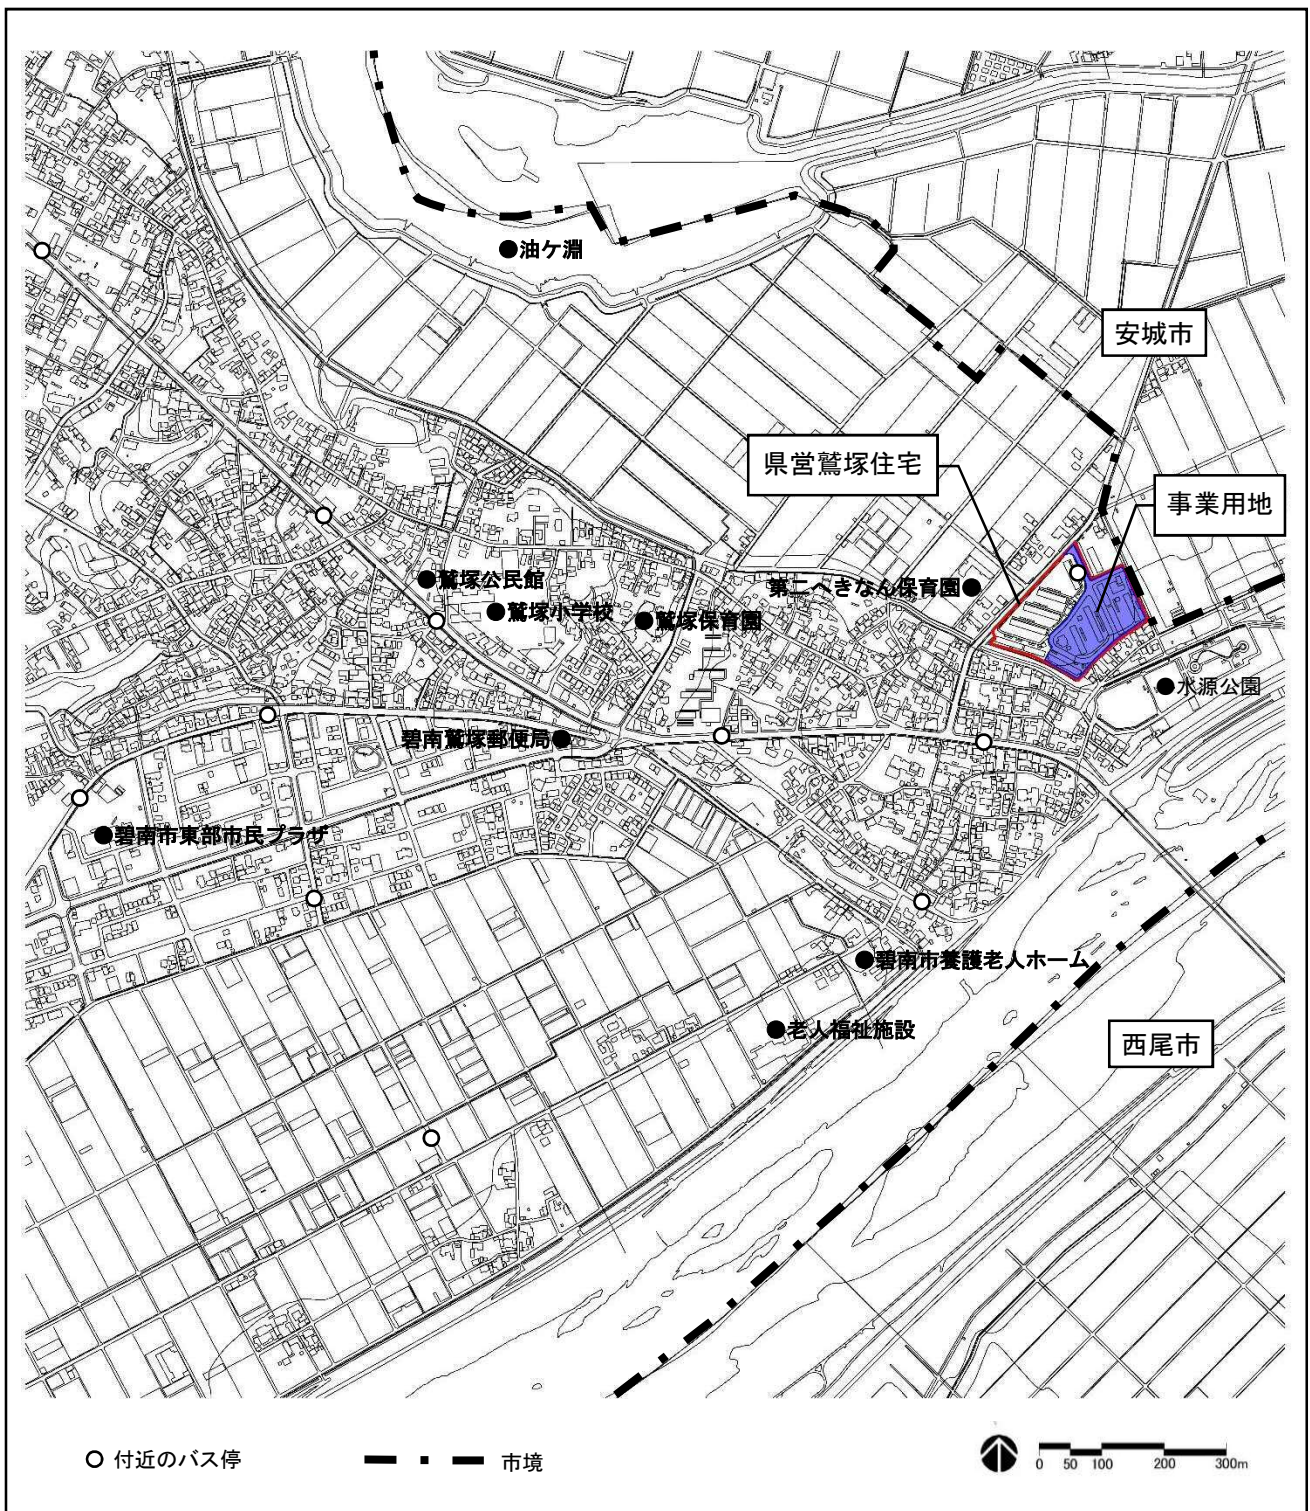 ●油ケ淵
安城市
県営鷲塚住宅
事業用地
●鷲塚公民館
第二へきなん保育園●
●鷲塚小学校
●鷲塚保育園
●水源公園
碧南鷲塚郵便局●
●碧南市東部市民プラザ
●碧南市養護老人ホーム
●老人福祉施設
西尾市
付近のバス停
市境
0 50 100 200 300m